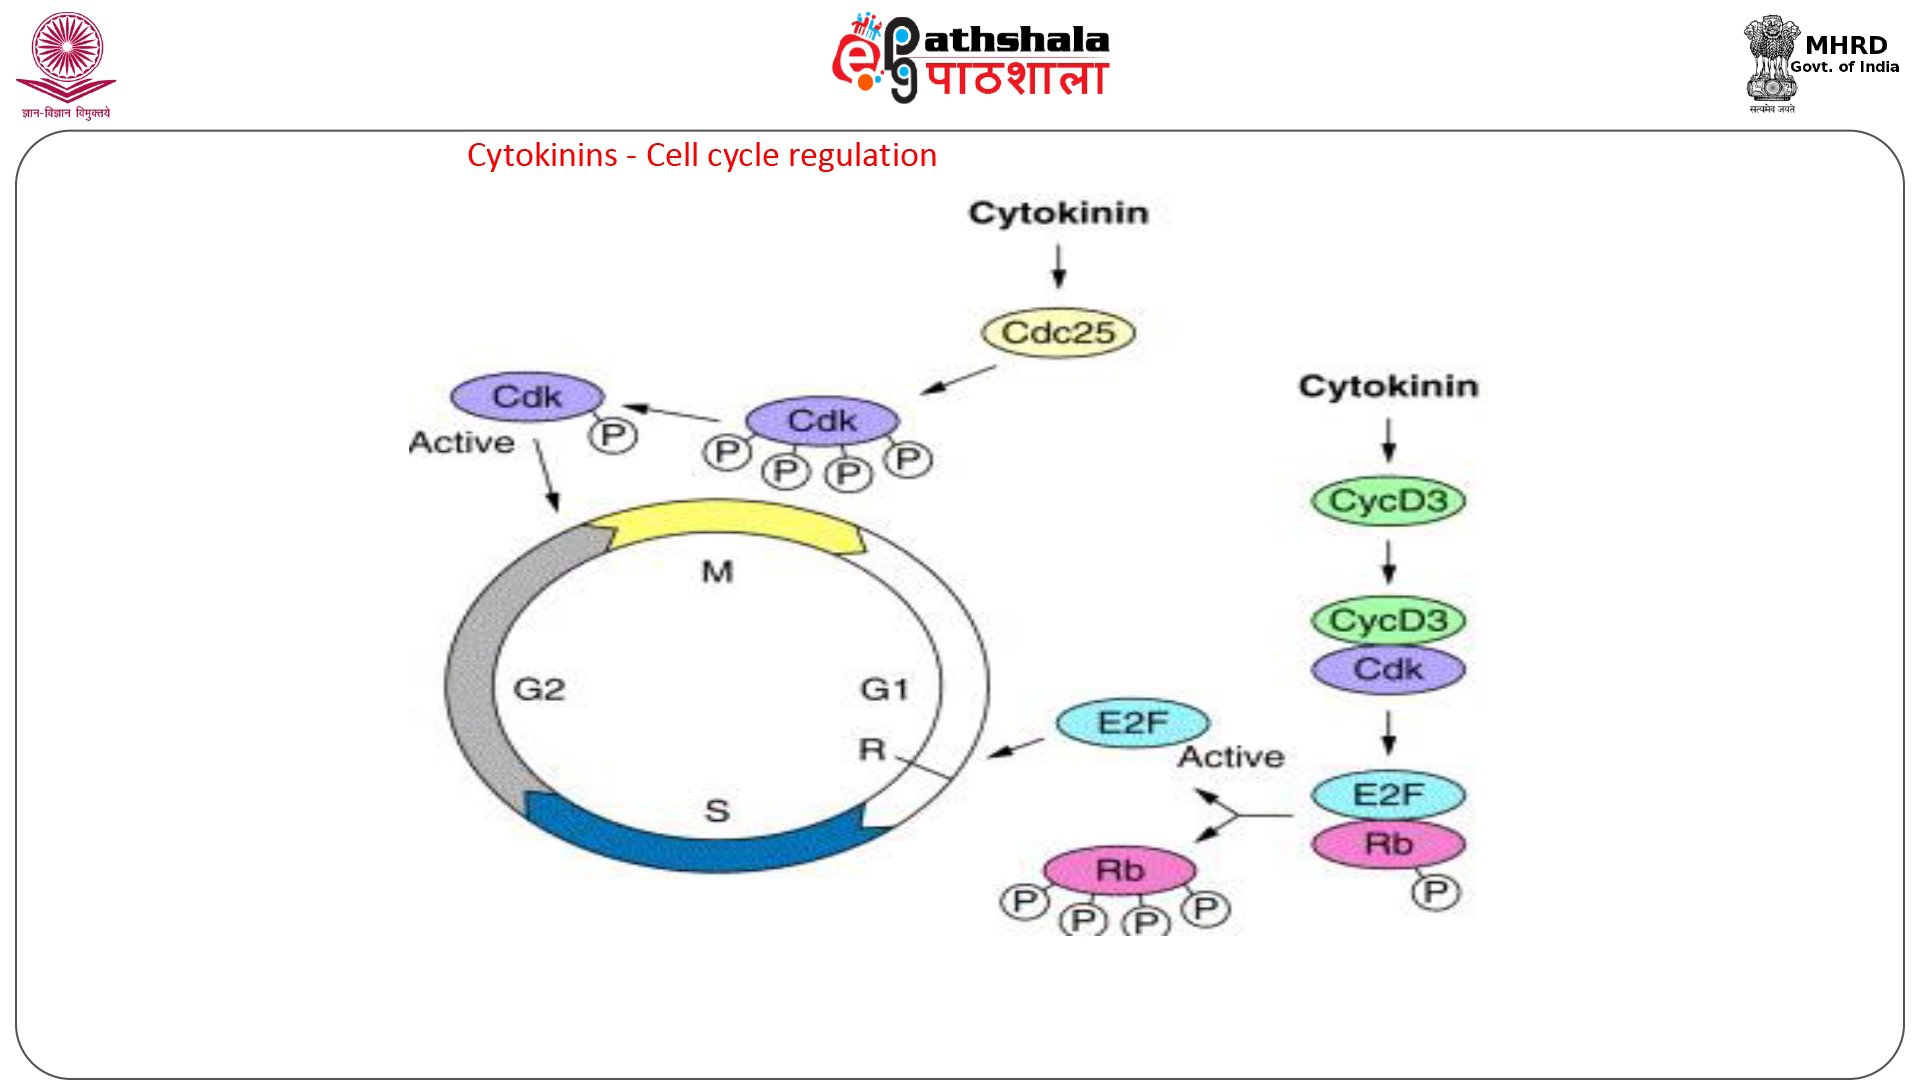 ज्ञान-विज्ञान विमुक्तये
ePathshala
पाठशाला
MHRD
Govt. of India
सत्यमेव जयते
Cytokinins - Cell cycle regulation
Cytokinin
Cdc25
Cdk
P
Active
Cdk
P
P
P
P
Cytokinin
CycD3
CycD3
Cdk
M
G2
G1
R
S
E2F
Active
E2F
Rb
P
Rb
P
P
P
P